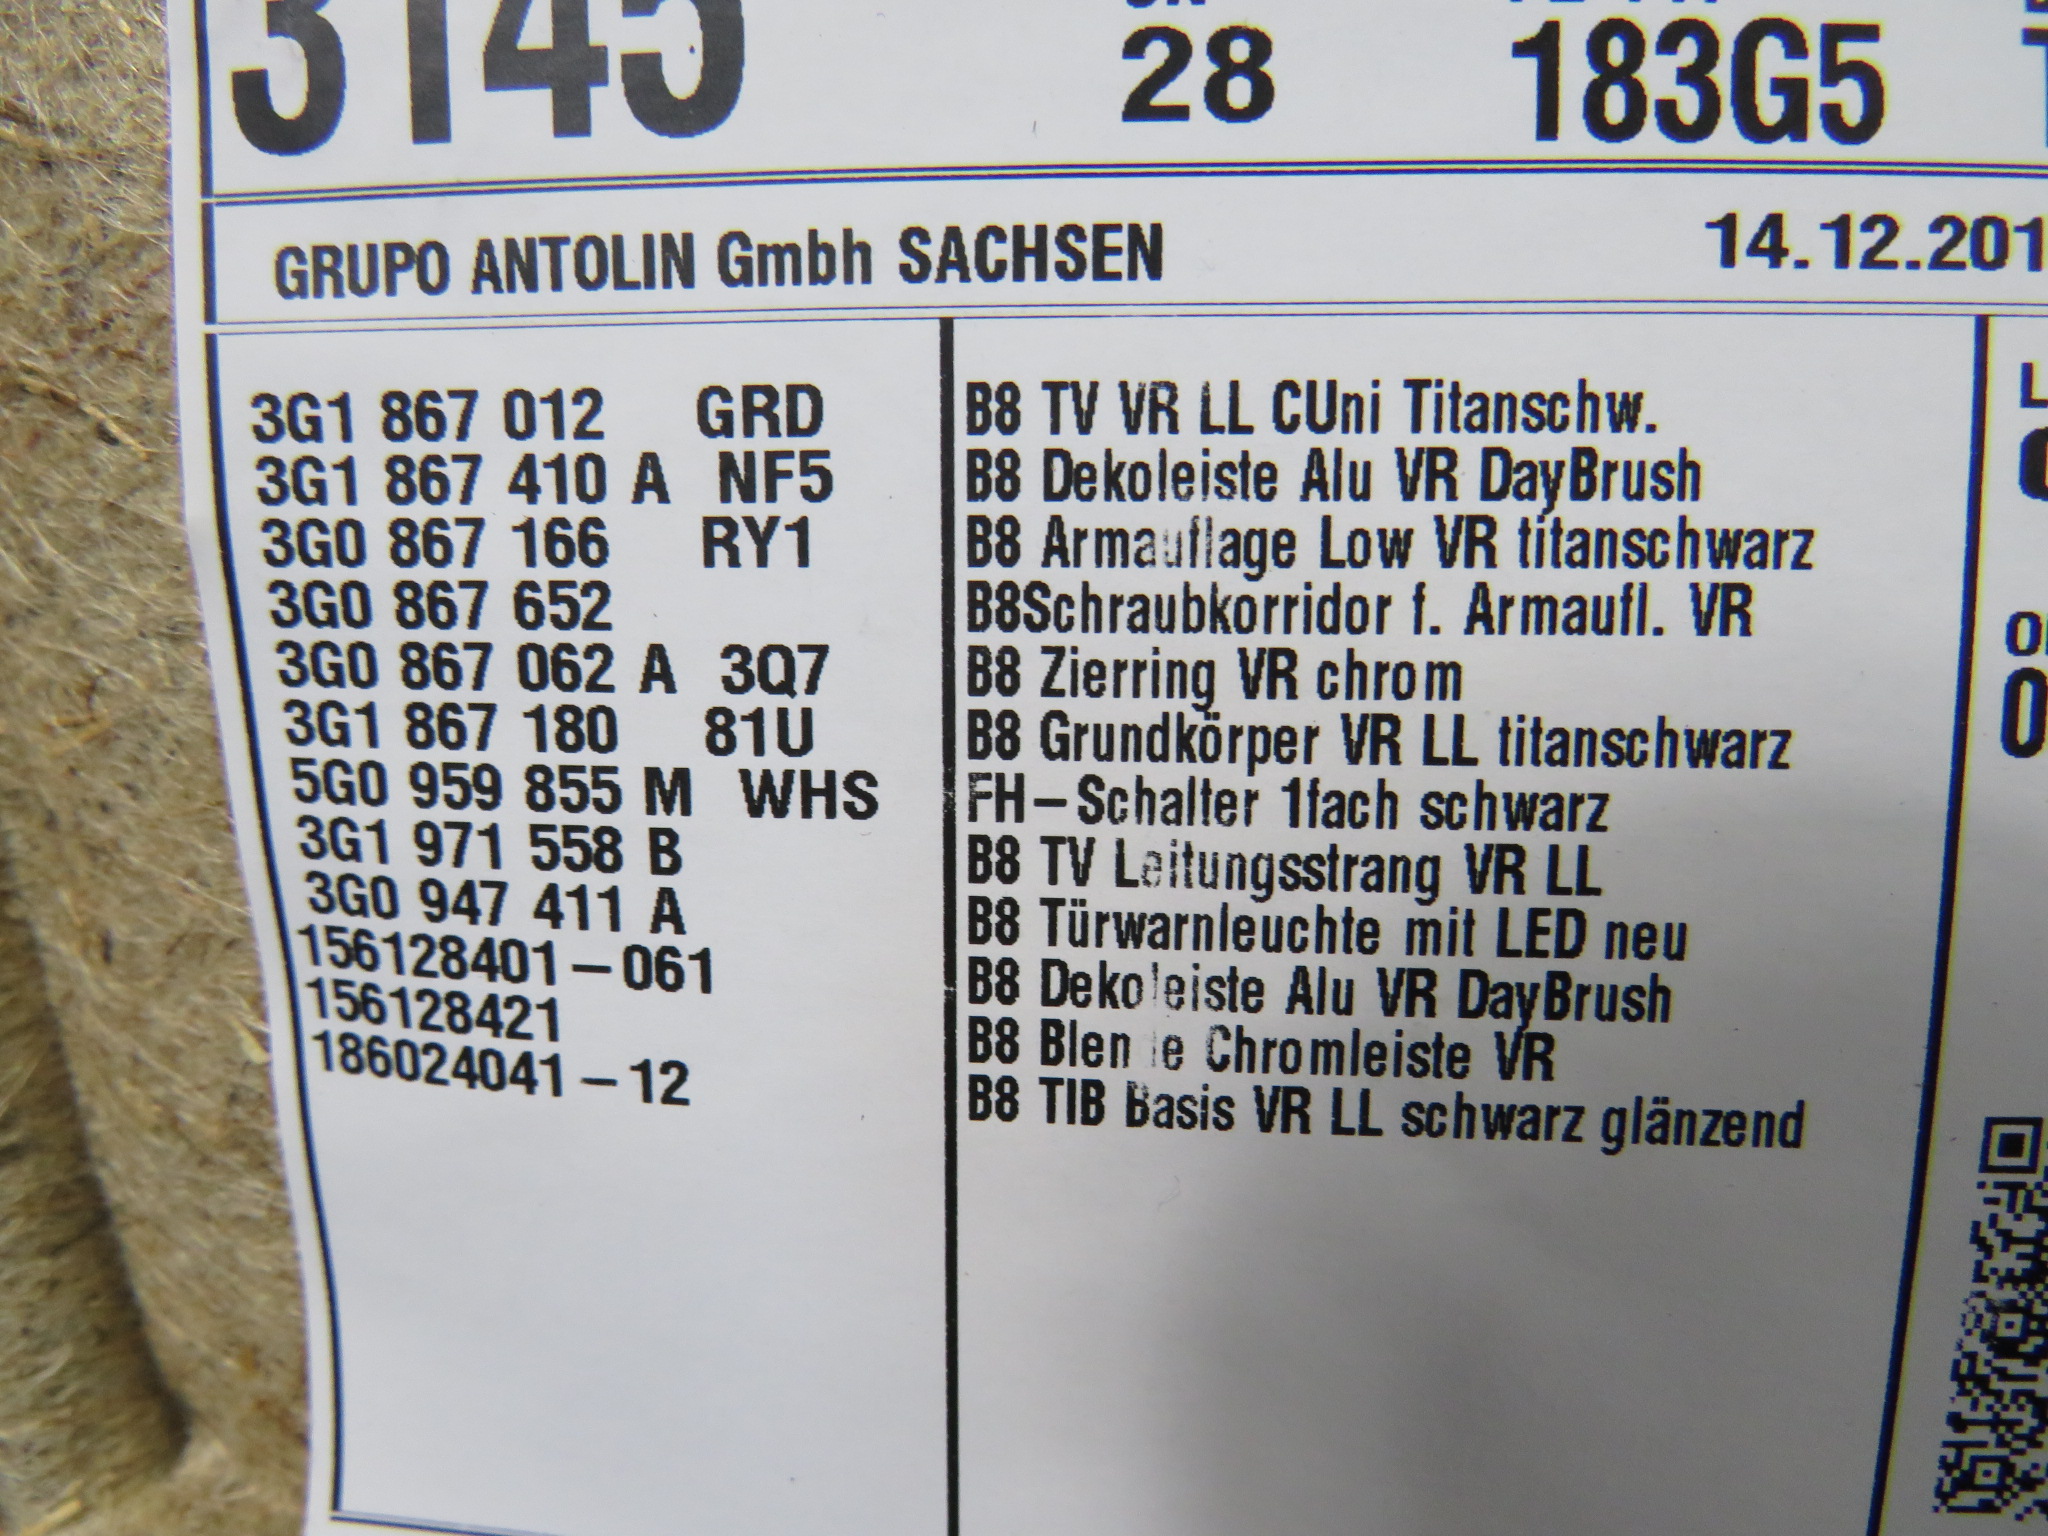 3145 28 183G5
GRUPO ANTOLIN Gmbh SACHSEN 14.12.201
3G1 867 012 GRD B8 TV VR LL CUni Titanschw.
3G1 867 410 A NF5 B8 Dekoleiste Alu VR DayBrush
3G0 867 166 RY1 B8 Armauflage Low VR titanschwarz
3G0 867 652 B8Schraubkorridor f. Armaufl. VR
3G0 867 062 A 3Q7 B8 Zierring VR chrom
3G1 867 180 81U B8 Grundkörper VR LL titanschwarz
5G0 959 855 M WHS FH-Schalter 1fach schwarz
3G1 971 558 B B8 TV Leitungsstrang VR LL
3G0 947 411 A B8 Türwarnleuchte mit LED neu
156128401-061 B8 Dekoleiste Alu VR DayBrush
156128421 B8 Blende Chromleiste VR
186024041-12 B8 TIB Basis VR LL schwarz glänzend